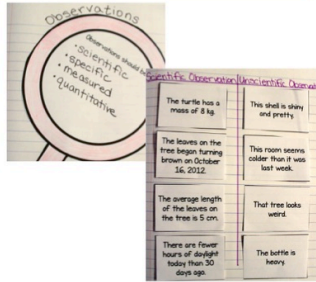 Observations
Observations should be
• scientific
• specific
• measured
• quantitative
Scientific Observation
Unscientific Observat
The turtle has a
mass of 8 kg.
This shell is shiny
and pretty.
The leaves on the
tree began turning
brown on October
16, 2012.
This room seems
colder than it was
last week.
The average length
of the leaves on
the tree is 5 cm.
That tree looks
weird.
There are fewer
hours of daylight
today than 30
days ago.
The bottle is
heavy.